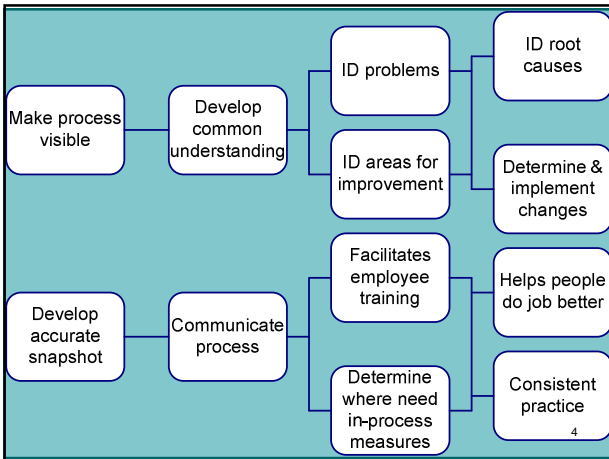 Make process
visible
Develop
common
understanding
ID problems
ID areas for
improvement
ID root
causes
Determine &
implement
changes
Develop
accurate
snapshot
Communicate
process
Facilitates
employee
training
Determine
where need
in-process
measures
Helps people
do job better
Consistent
practice
4